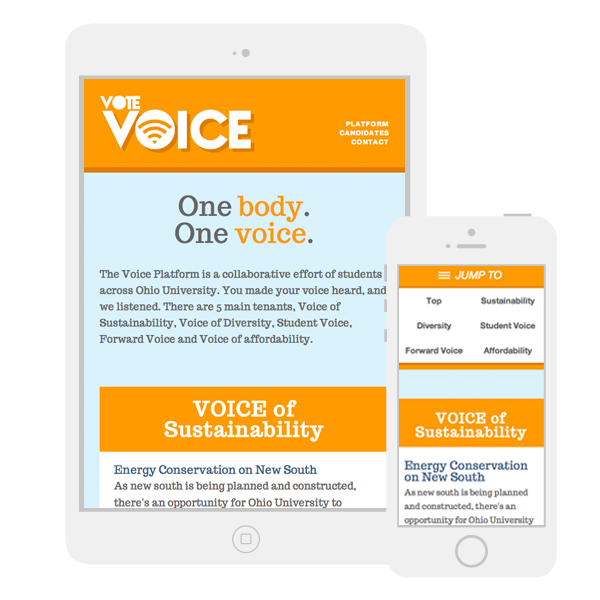 VOTE
VOICE
PLATFORM
CANDIDATES
CONTACT
One body.
One voice.
The Voice Platform is a collaborative effort of students
across Ohio University. You made your voice heard, and
we listened. There are 5 main tenants, Voice of
Sustainability, Voice of Diversity, Student Voice,
Forward Voice and Voice of affordability.
VOICE of
Sustainability
Energy Conservation on New South
As new south is being planned and constructed,
there's an opportunity for Ohio University to
JUMP TO
Top Sustainability
Diversity Student Voice
Forward Voice Affordability
VOICE of
Sustainability
Energy Conservation
on New South
As new south is being planned
and constructed, there's an
opportunity for Ohio University